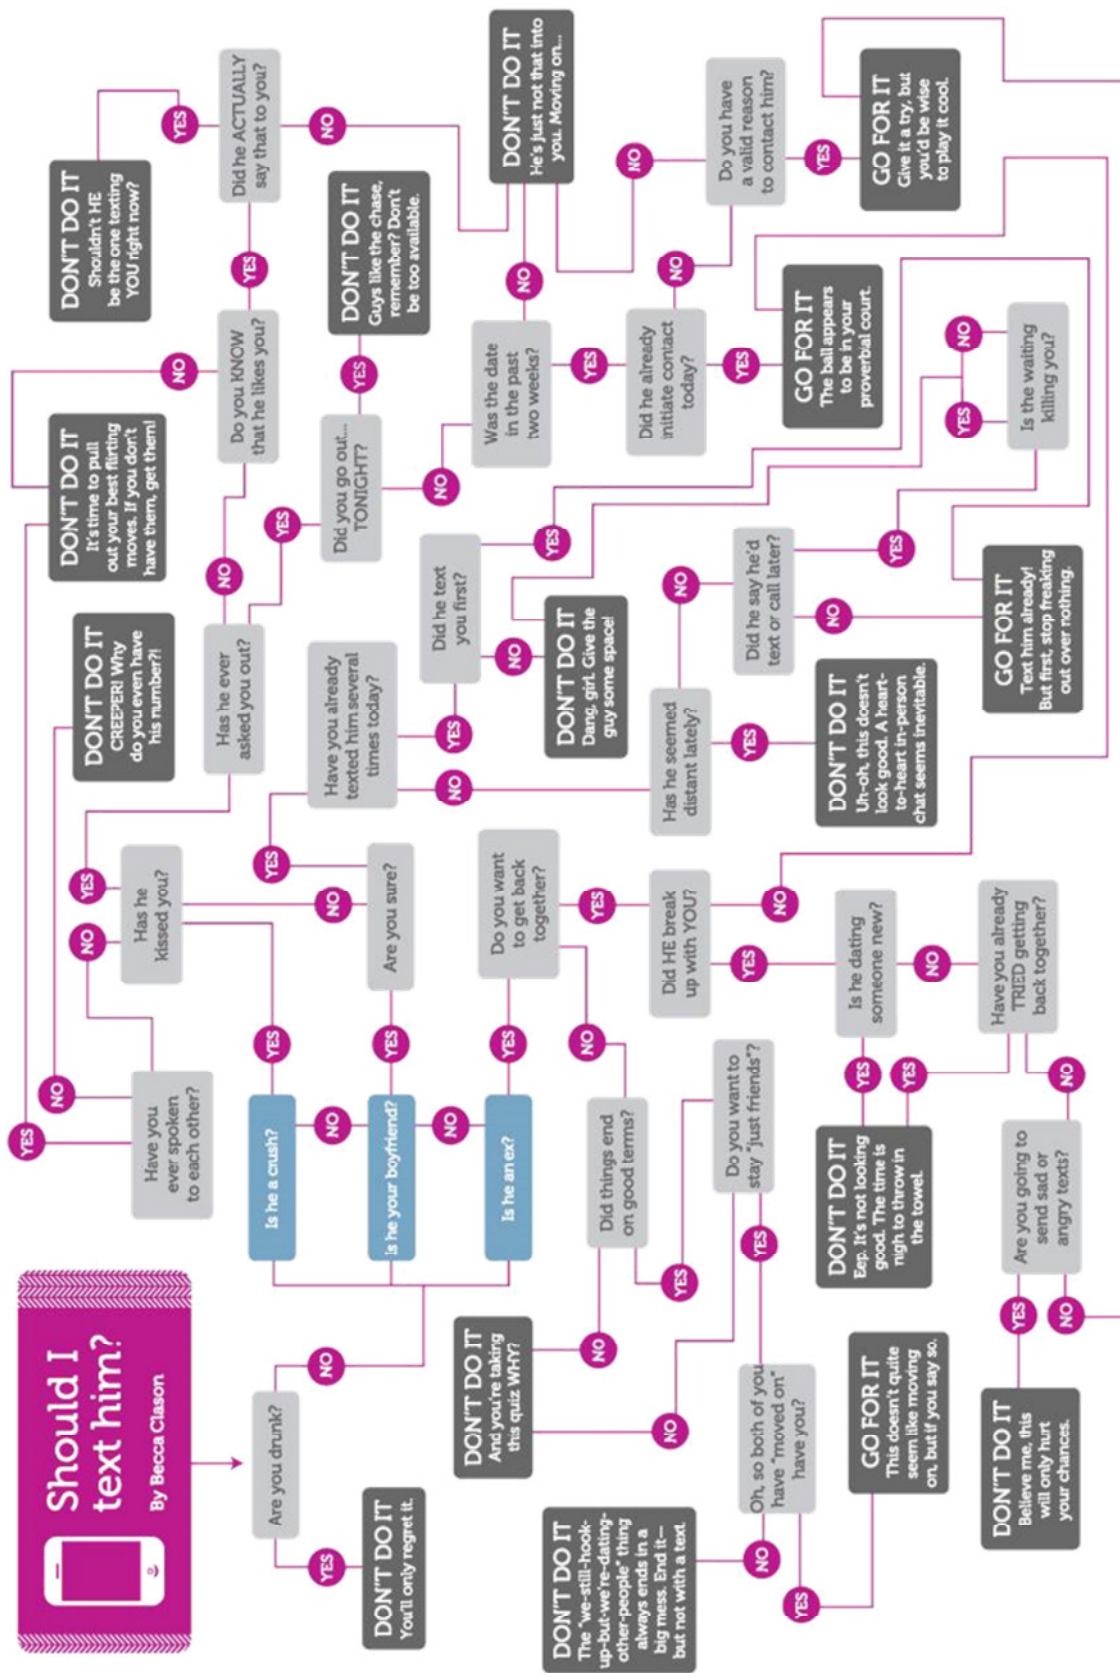 Should I
text him?
By Becca Clason
Are you drunk?
YES
DON'T DO IT
You'll only regret it.
NO
Is he a crush?
NO
Is he your boyfriend?
NO
Is he an ex?
YES
YES
YES
Has he
kissed you?
NO
YES
Have you
ever spoken
to each other?
YES
NO
DON'T DO IT
CREEPER! Why
do you even have
his number?!
DON'T DO IT
It's time to pull
out your best flirting
moves. If you don't
have them, get them!
Has he ever
asked you out?
NO
YES
Do you KNOW
that he likes you?
NO
YES
Did he ACTUALLY
say that to you?
YES
NO
DON'T DO IT
Shouldn't HE
be the one texting
YOU right now?
Did you go out...
TONIGHT?
YES
DON'T DO IT
Guys like the chase,
remember? Don't
be too available.
NO
Was the date
in the past
two weeks?
NO
DON'T DO IT
He's just not that into
you. Moving on...
YES
Did he already
initiate contact
today?
NO
YES
Do you have
a valid reason
to contact him?
NO
YES
GO FOR IT
Give it a try, but
you'd be wise
to play it cool.
GO FOR IT
The ball appears
to be in your
proverbial court.
NO
Are you sure?
YES
Have you already
texted him several
times today?
YES
NO
Did he text
you first?
YES
NO
DON'T DO IT
Dang, girl. Give the
guy some space!
Has he seemed
distant lately?
NO
YES
DON'T DO IT
Uh-oh, this doesn't
look good. A heart-
to-heart in-person
chat seems inevitable.
Did he say he'd
text or call later?
YES
NO
Is the waiting
killing you?
YES
NO
GO FOR IT
Text him already!
But first, stop freaking
out over nothing.
Do you want
to get back
together?
NO
YES
Did things end
on good terms?
NO
YES
DON'T DO IT
And you're taking
this quiz WHY?
Do you want to
stay "just friends"?
NO
YES
Oh, so both of you
have "moved on"
have you?
NO
YES
DON'T DO IT
The "we-still-hook-
up-but-we're-dating-
other-people" thing
always ends in a
big mess. End it—
but not with a text.
GO FOR IT
This doesn't quite
seem like moving
on, but if you say so.
Did HE break
up with YOU?
YES
NO
Is he dating
someone new?
YES
NO
DON'T DO IT
Eep. It's not looking
good. The time is
nigh to throw in
the towel.
Have you already
TRIED getting
back together?
YES
NO
Are you going to
send sad or
angry texts?
YES
NO
DON'T DO IT
Believe me, this
will only hurt
your chances.